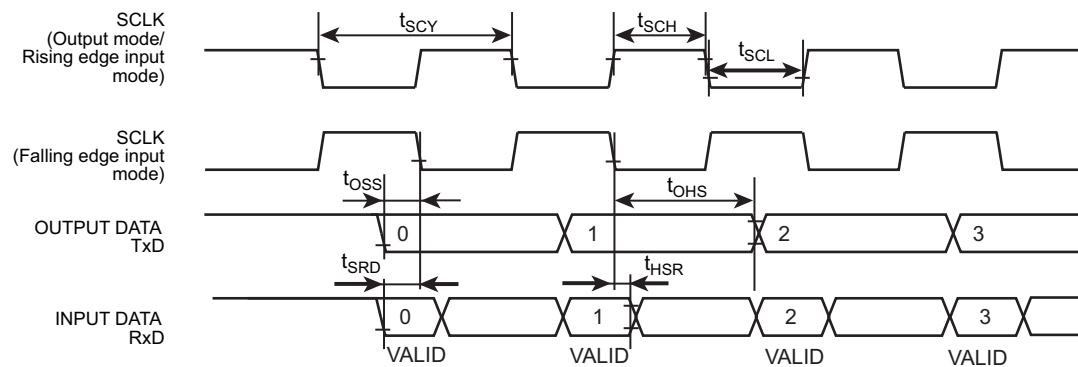 SCLK
(Output mode/
Rising edge input
mode)
tSCY
tSCH
tSCL
SCLK
(Falling edge input
mode)
tOSS
tOHS
OUTPUT DATA
TxD
0
1
2
3
tSRD
tHSR
INPUT DATA
RxD
0
1
2
3
VALID
VALID
VALID
VALID